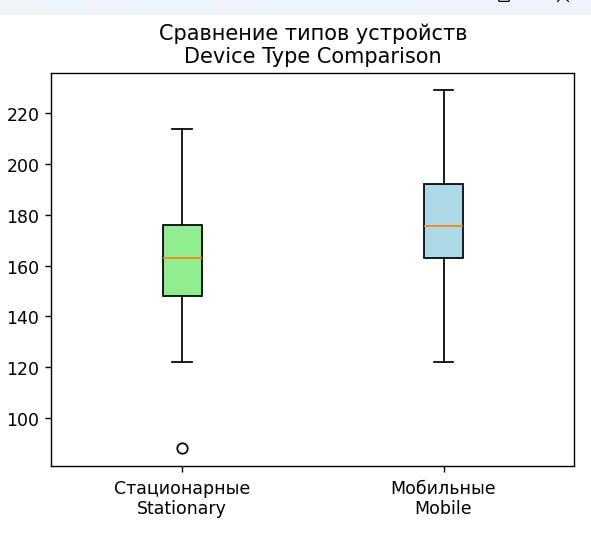 Сравнение типов устройств
Device Type Comparison
220
200
180
160
140
120
100
Стационарные
Stationary
Мобильные
Mobile